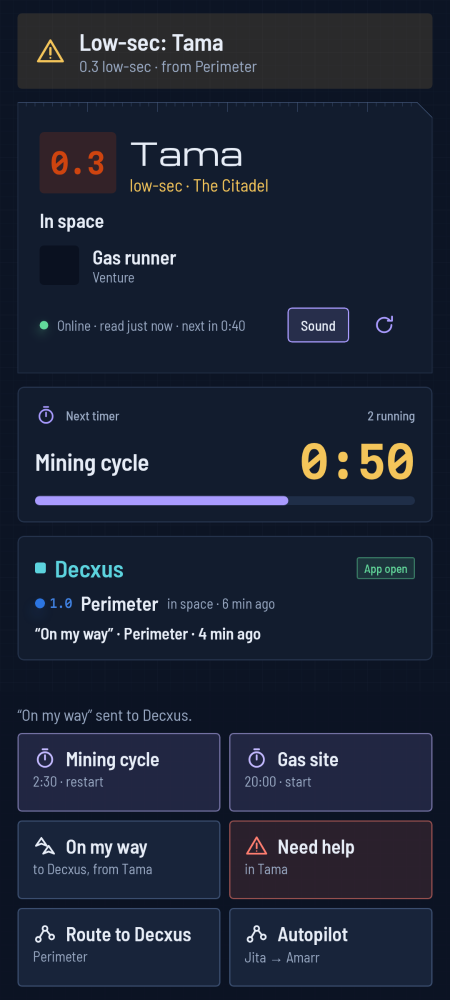 Low-sec: Tama
0.3 low-sec · from Perimeter
0.3
Tama
low-sec · The Citadel
In space
Gas runner
Venture
Online · read just now · next in 0:40
Sound
Next timer
2 running
Mining cycle
0:50
Decxus
App open
1.0 Perimeter in space · 6 min ago
“On my way” · Perimeter · 4 min ago
“On my way” sent to Decxus.
Mining cycle
2:30 · restart
Gas site
20:00 · start
On my way
to Decxus, from Tama
Need help
in Tama
Route to Decxus
Perimeter
Autopilot
Jita → Amarr